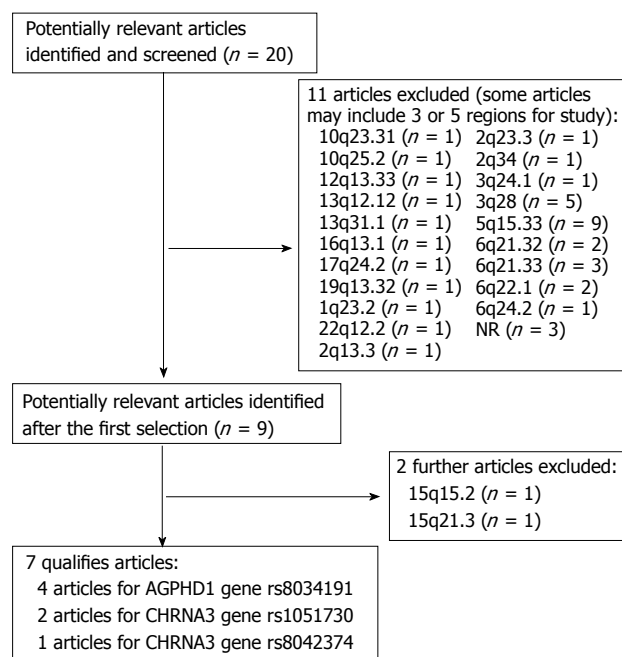 Potentially relevant articles
identified and screened (n = 20)
11 articles excluded (some articles
may include 3 or 5 regions for study):
10q23.31 (n = 1)
10q25.2 (n = 1)
12q13.33 (n = 1)
13q12.12 (n = 1)
13q31.1 (n = 1)
16q13.1 (n = 1)
17q24.2 (n = 1)
19q13.32 (n = 1)
1q23.2 (n = 1)
22q12.2 (n = 1)
2q13.3 (n = 1)
2q23.3 (n = 1)
2q34 (n = 1)
3q24.1 (n = 1)
3q28 (n = 5)
5q15.33 (n = 9)
6q21.32 (n = 2)
6q21.33 (n = 3)
6q22.1 (n = 2)
6q24.2 (n = 1)
NR (n = 3)
Potentially relevant articles identified
after the first selection (n = 9)
2 further articles excluded:
15q15.2 (n = 1)
15q21.3 (n = 1)
7 qualifies articles:
4 articles for AGPHD1 gene rs8034191
2 articles for CHRNA3 gene rs1051730
1 articles for CHRNA3 gene rs8042374